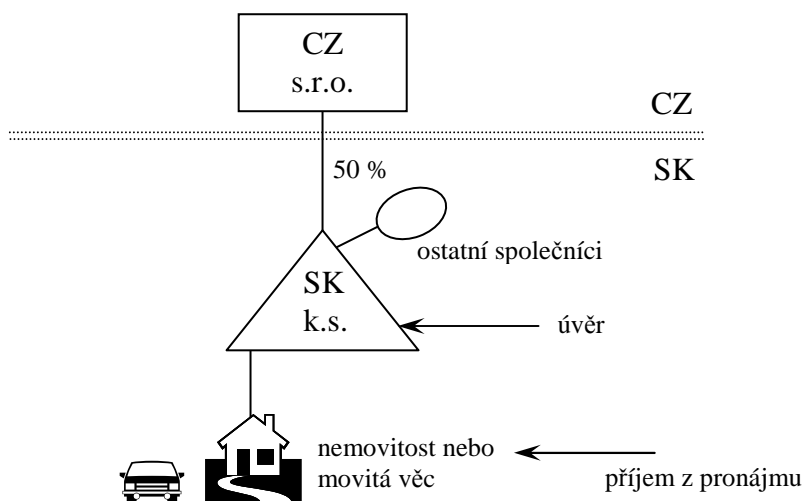 CZ
s.r.o.
CZ
50 %
SK
ostatní společníci
SK
k.s.
úvěr
nemovitost nebo
movitá věc
příjem z pronájmu